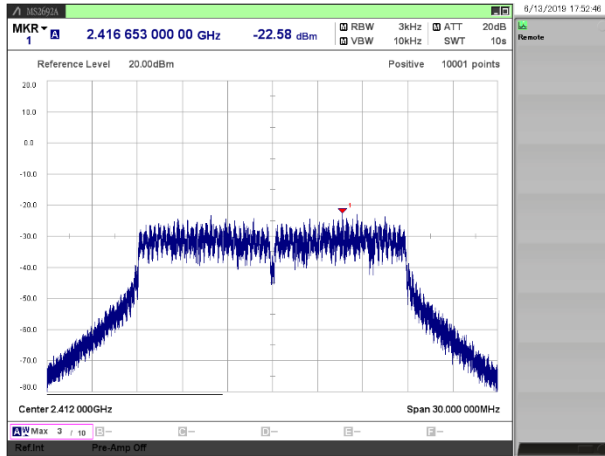 MS2692A
6/13/2019 17:52:46
MKR 1 A 2.416 653 000 00 GHz -22.58 dBm
RBW 3kHz ATT 20dB
VBW 10kHz SWT 10s
Remote
Reference Level 20.00dBm Positive 10001 points
20.0
10.0
0.0
1
-10.0
-20.0
-30.0
-40.0
-50.0
-60.0
-70.0
-80.0
Center 2.412 000GHz Span 30.000 000MHz
A W Max 3 / 10 B-- C-- D-- E-- F--
Ref.Int Pre-Amp Off